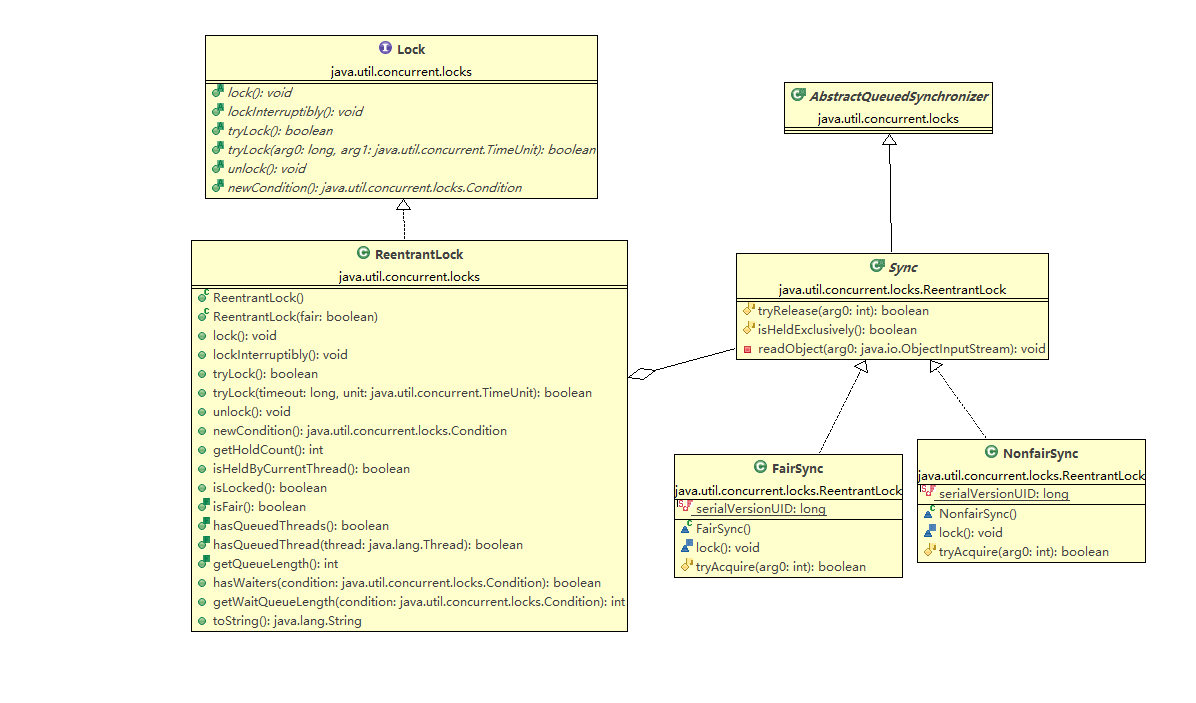 Lock
java.util.concurrent.locks
lock(): void
lockInterruptibly(): void
tryLock(): boolean
tryLock(arg0: long, arg1: java.util.concurrent.TimeUnit): boolean
unlock(): void
newCondition(): java.util.concurrent.locks.Condition
AbstractQueuedSynchronizer
java.util.concurrent.locks
ReentrantLock
java.util.concurrent.locks
ReentrantLock()
ReentrantLock(fair: boolean)
lock(): void
lockInterruptibly(): void
tryLock(): boolean
tryLock(timeout: long, unit: java.util.concurrent.TimeUnit): boolean
unlock(): void
newCondition(): java.util.concurrent.locks.Condition
getHoldCount(): int
isHeldByCurrentThread(): boolean
isLocked(): boolean
isFair(): boolean
hasQueuedThreads(): boolean
hasQueuedThread(thread: java.lang.Thread): boolean
getQueueLength(): int
hasWaiters(condition: java.util.concurrent.locks.Condition): boolean
getWaitQueueLength(condition: java.util.concurrent.locks.Condition): int
toString(): java.lang.String
Sync
java.util.concurrent.locks.ReentrantLock
tryRelease(arg0: int): boolean
isHeldExclusively(): boolean
readObject(arg0: java.io.ObjectInputStream): void
FairSync
java.util.concurrent.locks.ReentrantLock
serialVersionUID: long
FairSync()
lock(): void
tryAcquire(arg0: int): boolean
NonfairSync
java.util.concurrent.locks.ReentrantLock
serialVersionUID: long
NonfairSync()
lock(): void
tryAcquire(arg0: int): boolean